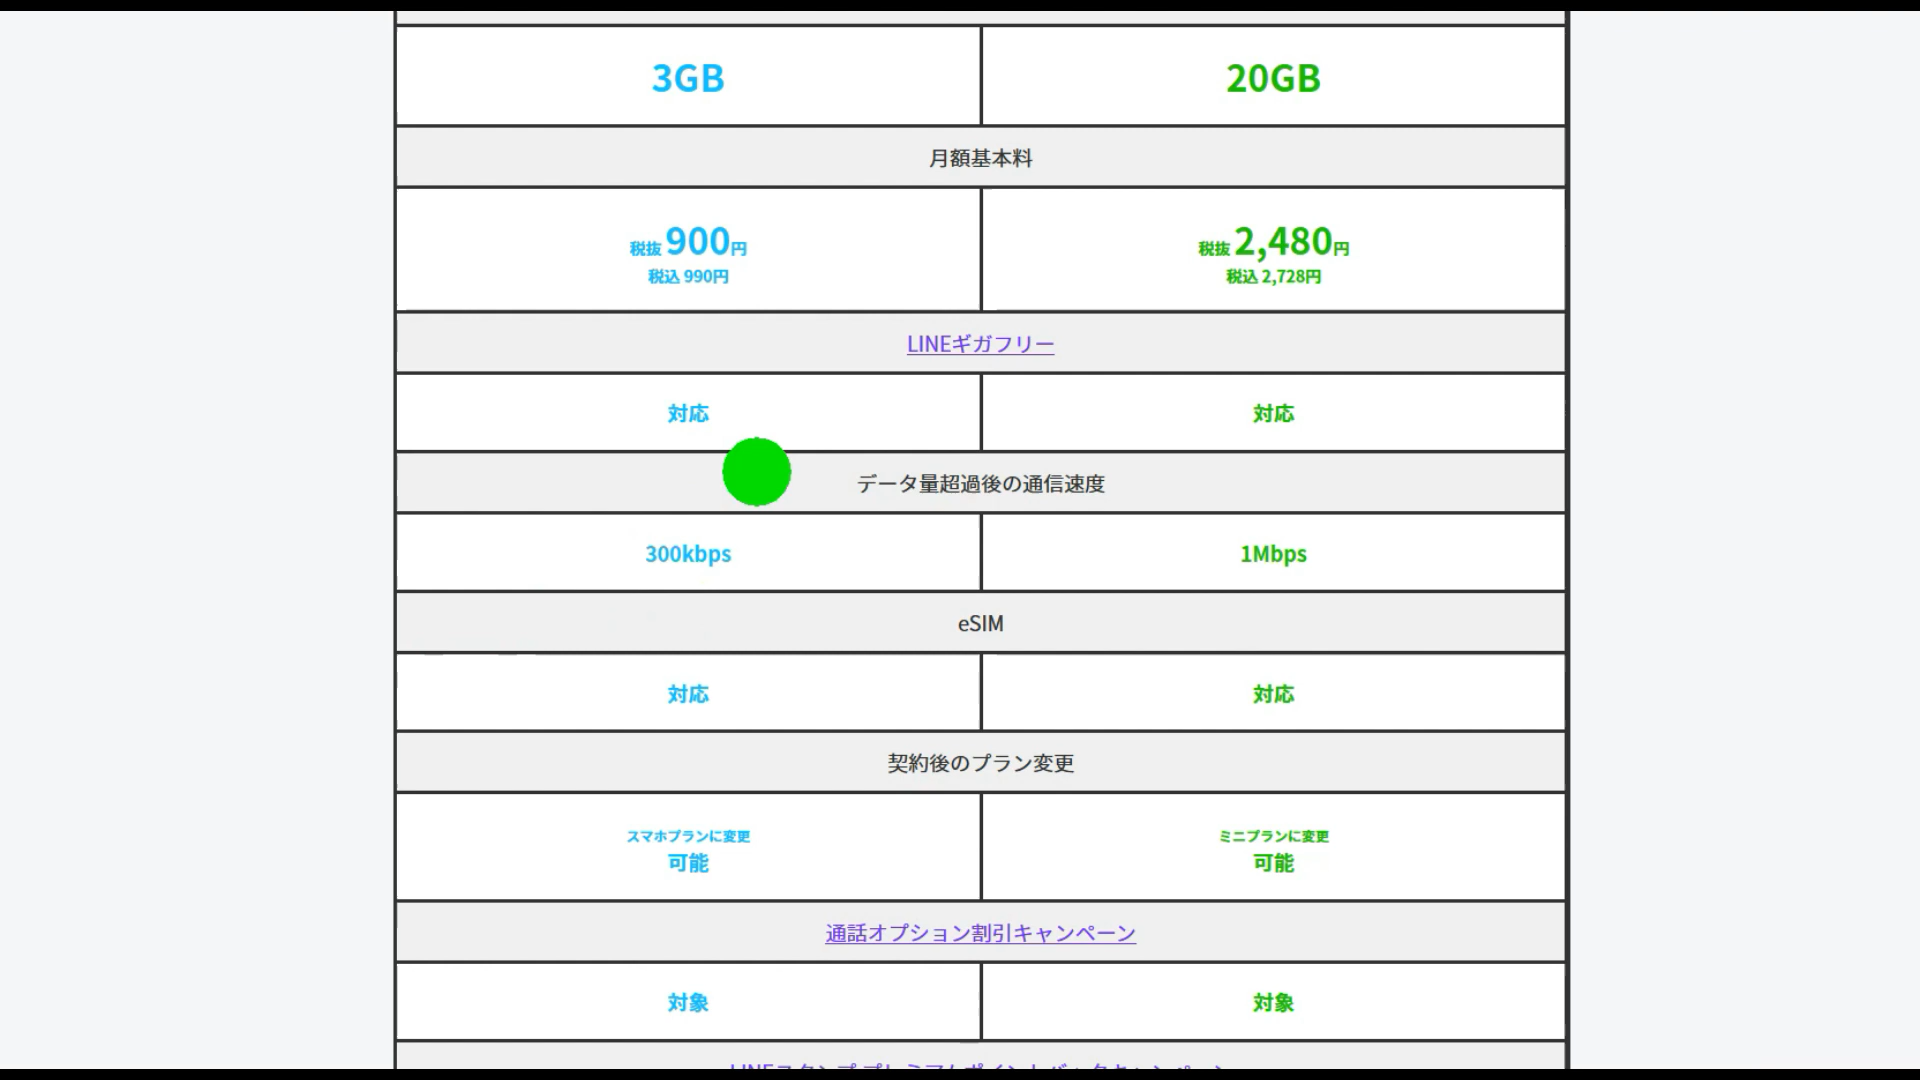 3GB 20GB
月額基本料
税抜900円 税抜2,480円
税込 990円 税込 2,728円
LINEギガフリー
対応 対応
データ量超過後の通信速度
300kbps 1Mbps
eSIM
対応 対応
契約後のプラン変更
スマホプランに変更 ミニプランに変更
可能 可能
通話オプション割引キャンペーン
対象 対象